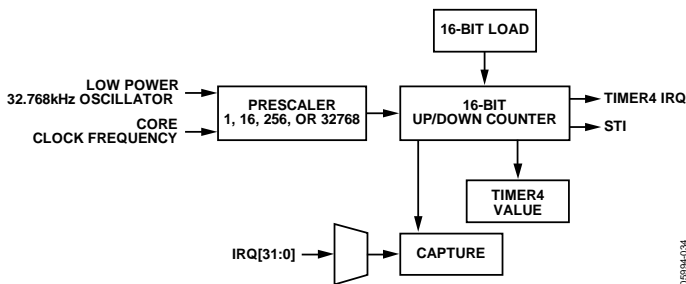 16-BIT LOAD
LOW POWER
32.768kHz OSCILLATOR
CORE
CLOCK FREQUENCY
PRESCALER
1, 16, 256, OR 32768
16-BIT
UP/DOWN COUNTER
TIMER4 IRQ
STI
TIMER4
VALUE
IRQ[31:0]
CAPTURE
05994-034